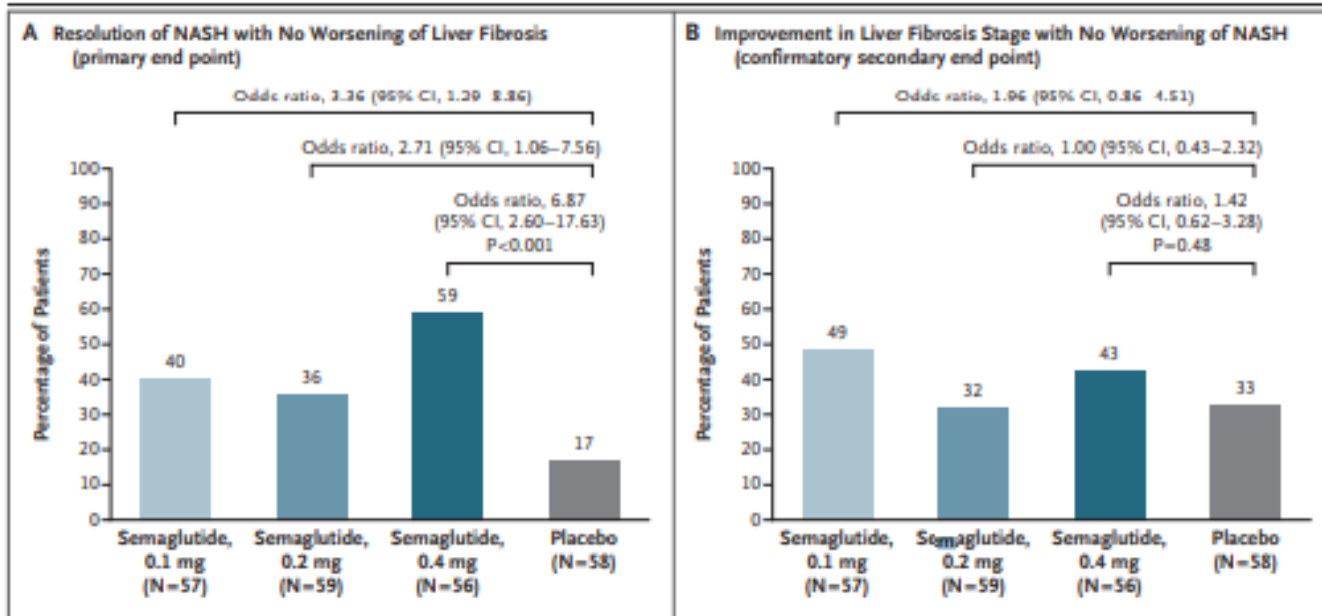 A Resolution of NASH with No Worsening of Liver Fibrosis
(primary end point)
Odds ratio, 3.36 (95% CI, 1.29–8.86)
Odds ratio, 2.71 (95% CI, 1.06–7.56)
Odds ratio, 6.87
(95% CI, 2.60–17.63)
P<0.001
Percentage of Patients
100
90
80
70
60
50
40
30
20
10
0
40
36
59
17
Semaglutide,
0.1 mg
(N=57)
Semaglutide,
0.2 mg
(N=59)
Semaglutide,
0.4 mg
(N=56)
Placebo
(N=58)
B Improvement in Liver Fibrosis Stage with No Worsening of NASH
(confirmatory secondary end point)
Odds ratio, 1.96 (95% CI, 0.86–4.51)
Odds ratio, 1.00 (95% CI, 0.43–2.32)
Odds ratio, 1.42
(95% CI, 0.62–3.28)
P=0.48
Percentage of Patients
100
90
80
70
60
50
40
30
20
10
0
49
32
43
33
Semaglutide,
0.1 mg
(N=57)
Semaglutide,
0.2 mg
(N=59)
Semaglutide,
0.4 mg
(N=56)
Placebo
(N=58)